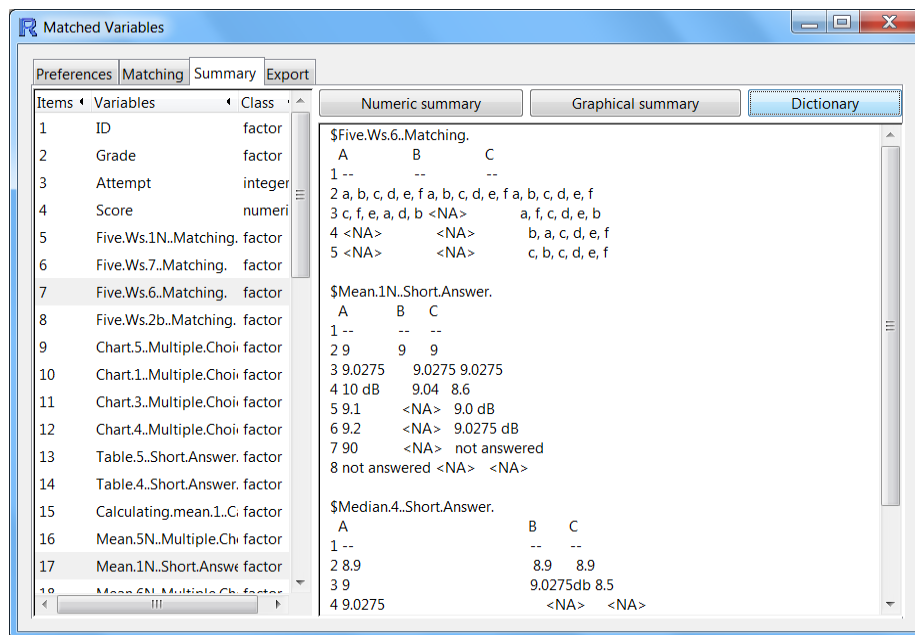 Matched Variables
Preferences Matching Summary Export
Items Variables Class
1 ID factor
2 Grade factor
3 Attempt integer
4 Score numeri
5 Five.Ws.1N..Matching. factor
6 Five.Ws.7..Matching. factor
7 Five.Ws.6..Matching. factor
8 Five.Ws.2b..Matching. factor
9 Chart.5..Multiple.Choi factor
10 Chart.1..Multiple.Choi factor
11 Chart.3..Multiple.Choi factor
12 Chart.4..Multiple.Choi factor
13 Table.5..Short.Answer. factor
14 Table.4..Short.Answer. factor
15 Calculating.mean.1..Ca factor
16 Mean.5N..Multiple.Ch factor
17 Mean.1N..Short.Answe factor
18 Mean.6N..Multiple.Ch factor
Numeric summary Graphical summary Dictionary
$Five.Ws.6..Matching.
A B C
1 -- -- --
2 a, b, c, d, e, f a, b, c, d, e, f a, b, c, d, e, f
3 c, f, e, a, d, b <NA> a, f, c, d, e, b
4 <NA> <NA> b, a, c, d, e, f
5 <NA> <NA> c, b, c, d, e, f
$Mean.1N..Short.Answer.
A B C
1 -- -- --
2 9 9 9
3 9.0275 9.0275 9.0275
4 10 dB 9.04 8.6
5 9.1 <NA> 9.0 dB
6 9.2 <NA> 9.0275 dB
7 90 <NA> not answered
8 not answered <NA> <NA>
$Median.4..Short.Answer.
A B C
1 -- -- --
2 8.9 8.9 8.9
3 9 9.0275db 8.5
4 9.0275 <NA> <NA>